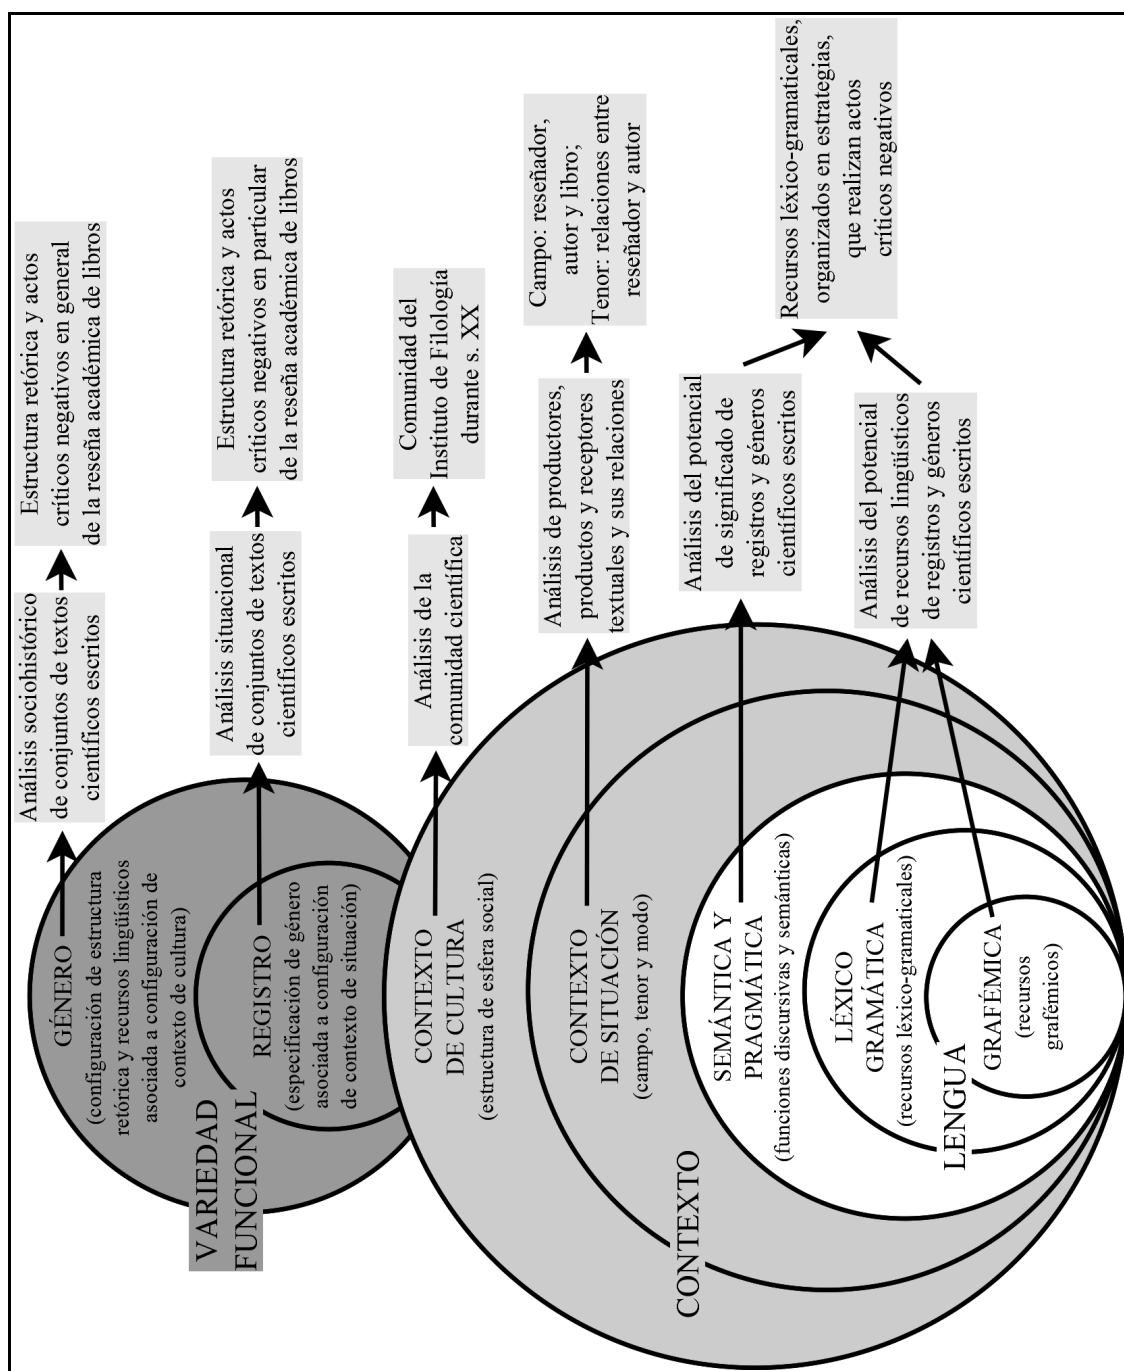 VARIEDAD
FUNCIONAL
GÉNERO
(configuración de estructura
retórica y recursos lingüísticos
asociada a configuración de
contexto de cultura)
Análisis sociohistórico
de conjuntos de textos
científicos escritos
Estructura retórica y actos
críticos negativos en general
de la reseña académica de libros
REGISTRO
(especificación de género
asociada a configuración
de contexto de situación)
Análisis situacional
de conjuntos de textos
científicos escritos
Estructura retórica y actos
críticos negativos en particular
de la reseña académica de libros
CONTEXTO
CONTEXTO
DE CULTURA
(estructura de esfera social)
Análisis de la
comunidad científica
Comunidad del
Instituto de Filología
durante s. XX
CONTEXTO
DE SITUACIÓN
(campo, tenor y modo)
Análisis de productores,
productos y receptores
textuales y sus relaciones
Campo: reseñador,
autor y libro;
Tenor: relaciones entre
reseñador y autor
SEMÁNTICA Y
PRAGMÁTICA
(funciones discursivas y semánticas)
Análisis del potencial
de significado de
registros y géneros
científicos escritos
Recursos léxico-gramaticales,
organizados en estrategias,
que realizan actos
críticos negativos
LENGUA
LÉXICO
GRAMÁTICA
(recursos léxico-gramaticales)
Análisis del potencial
de recursos lingüísticos
de registros y géneros
científicos escritos
GRAFÉMICA
(recursos
grafémicos)